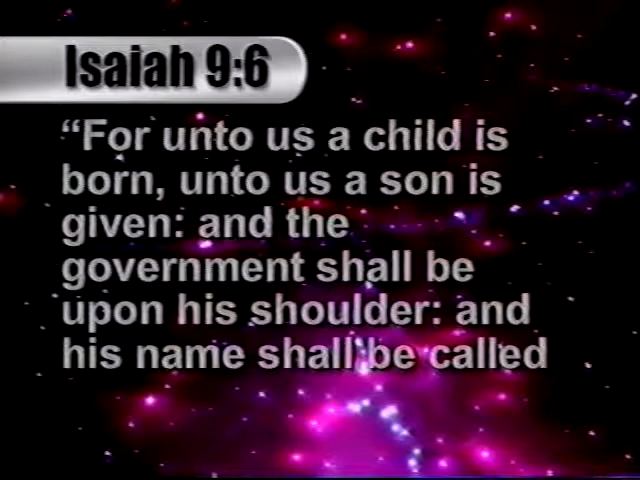 Isaiah 9:6
“For unto us a child is
born, unto us a son is
given: and the
government shall be
upon his shoulder: and
his name shall be called